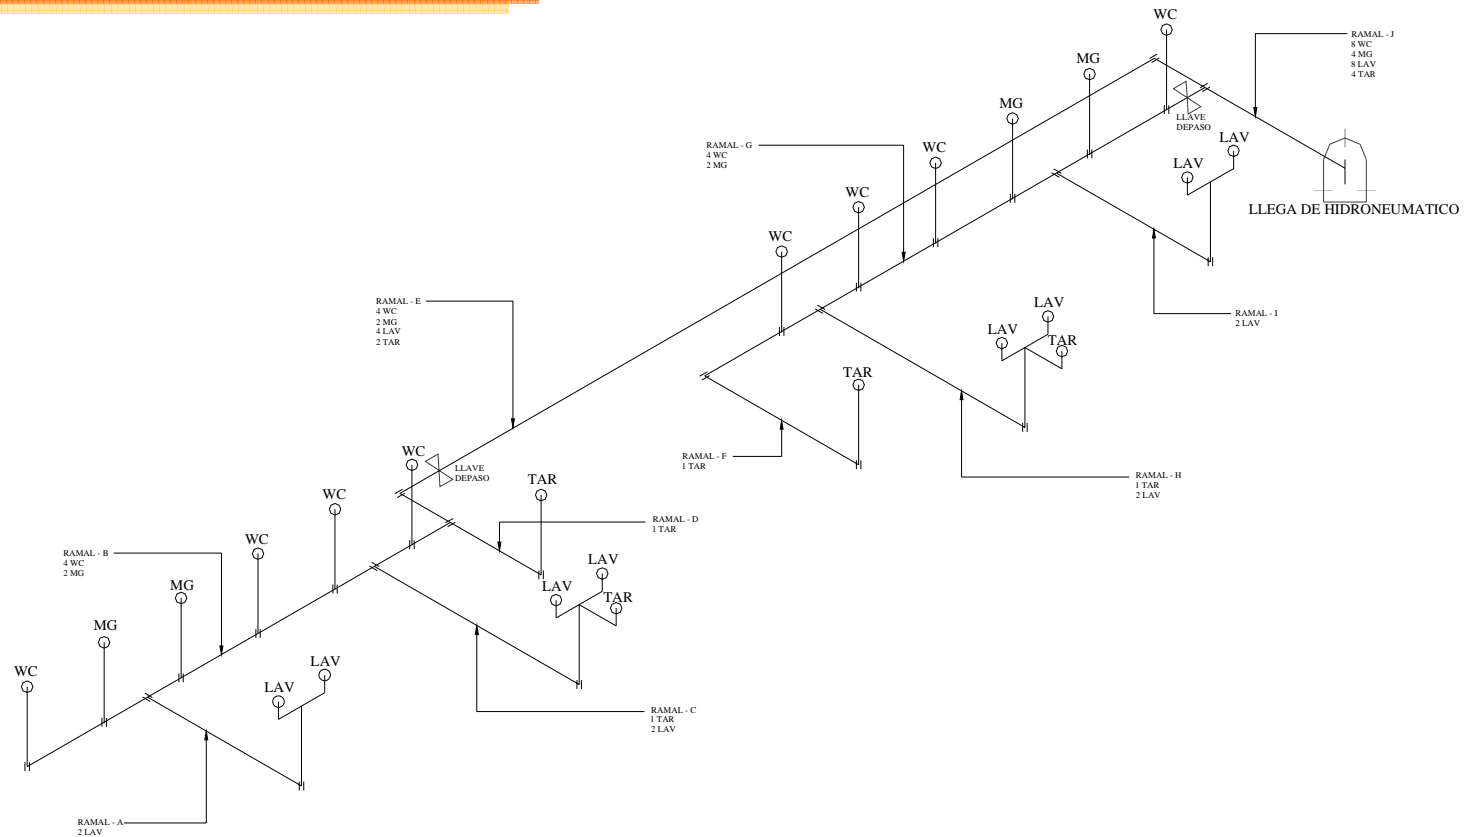 WC
RAMAL - J
8 WC
4 MG
8 LAV
4 TAR
MG
MG
LLAVE
DEPASO
LAV
LAV
RAMAL - G
4 WC
2 MG
WC
WC
WC
LLEGA DE HIDRONEUMATICO
RAMAL - E
4 WC
2 MG
4 LAV
2 TAR
LAV
LAV
TAR
RAMAL - I
2 LAV
TAR
RAMAL - F
1 TAR
RAMAL - H
1 TAR
2 LAV
WC
LLAVE
DEPASO
TAR
WC
RAMAL - D
1 TAR
WC
RAMAL - B
4 WC
2 MG
MG
LAV
LAV
TAR
MG
WC
LAV
LAV
RAMAL - C
1 TAR
2 LAV
RAMAL - A
2 LAV